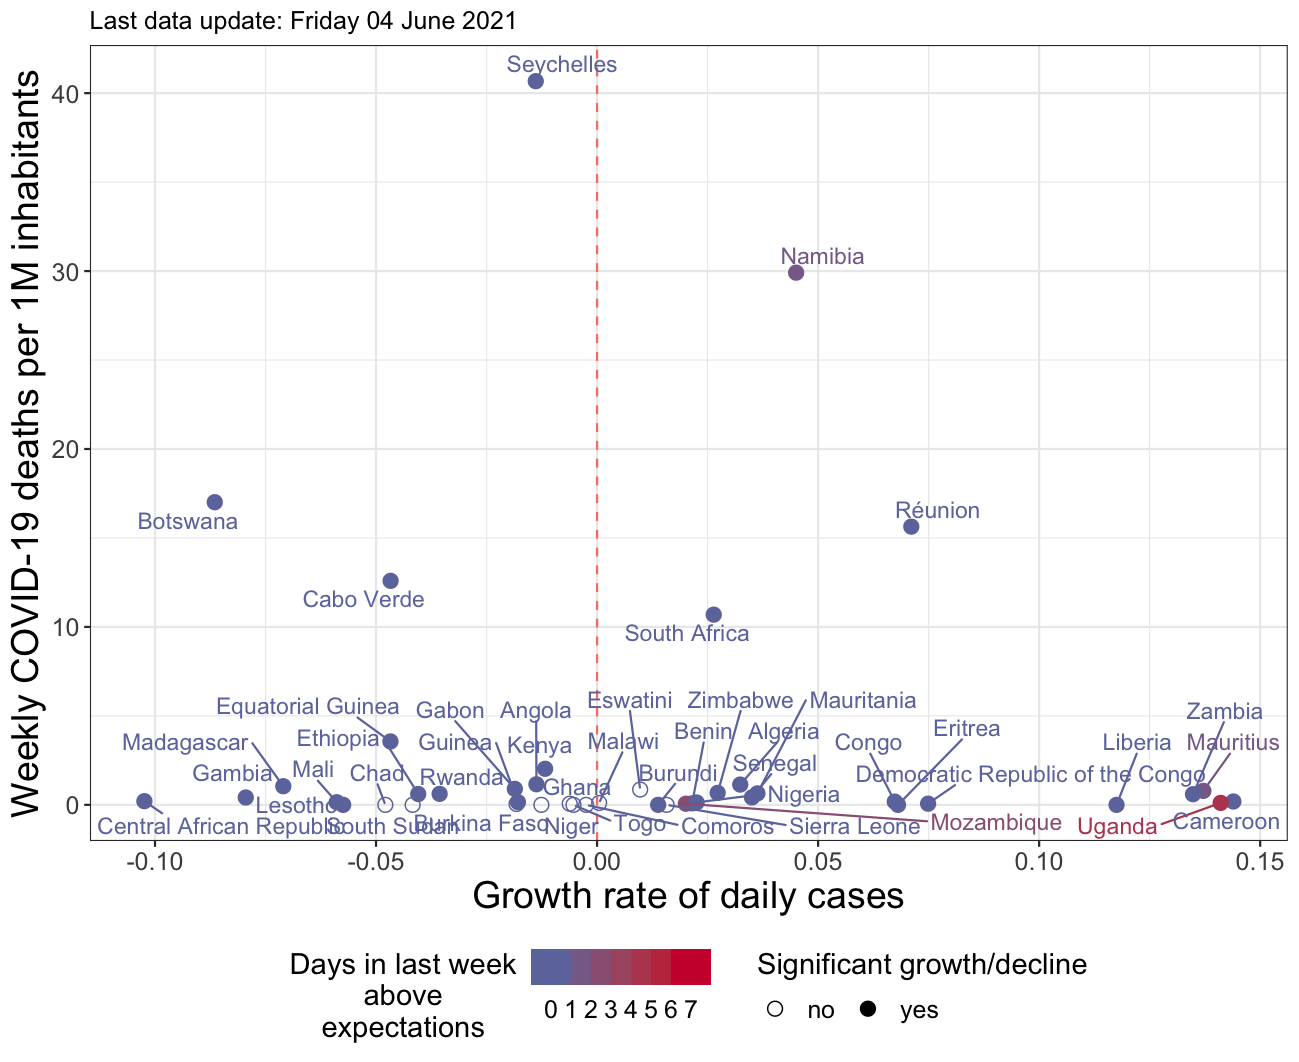 Last data update: Friday 04 June 2021
Weekly COVID-19 deaths per 1M inhabitants
40
30
20
10
0
Seychelles
Namibia
Botswana
Réunion
Cabo Verde
South Africa
Equatorial Guinea
Gabon
Angola
Eswatini
Zimbabwe
Mauritania
Zambia
Madagascar
Ethiopia
Guinea
Kenya
Malawi
Benin
Algeria
Congo
Eritrea
Liberia
Mauritius
Gambia
Mali
Chad
Rwanda
Ghana
Burundi
Senegal
Democratic Republic of the Congo
Lesotho
Nigeria
Central African Republic
South Sudan
Burkina Faso
Niger
Togo
Comoros
Sierra Leone
Mozambique
Uganda
Cameroon
-0.10
-0.05
0.00
0.05
0.10
0.15
Growth rate of daily cases
Days in last week
above
expectations
0 1 2 3 4 5 6 7
Significant growth/decline
no
yes